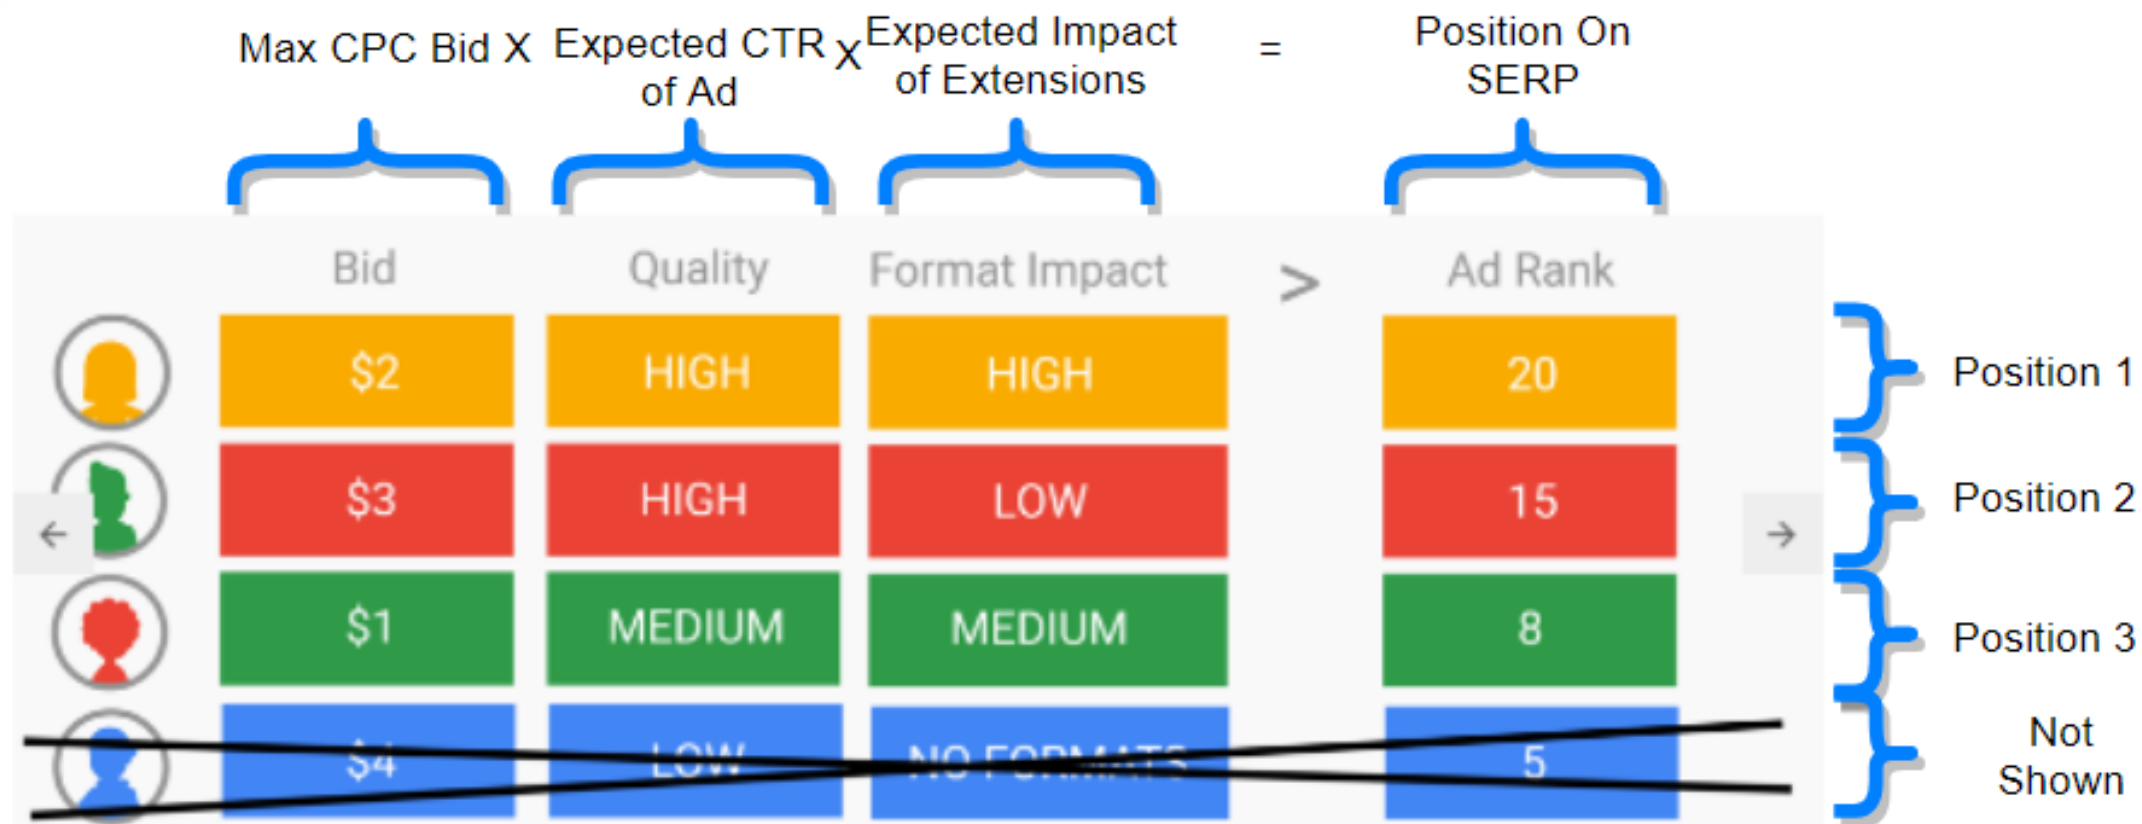 Max CPC Bid X Expected CTR X Expected Impact = Position On
of Ad of Extensions SERP
Bid Quality Format Impact > Ad Rank
$2 HIGH HIGH 20 Position 1
$3 HIGH LOW 15 Position 2
← →
$1 MEDIUM MEDIUM 8 Position 3
$4 LOW NO FORMATS 5 Not
Shown